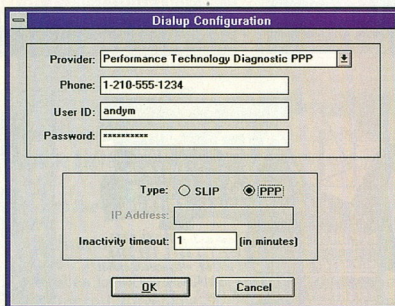 Dialup Configuration
Provider: Performance Technology Diagnostic PPP
Phone: 1-210-555-1234
User ID: andym
Password: **********
Type: SLIP PPP
IP Address:
Inactivity timeout: 1 (in minutes)
OK Cancel